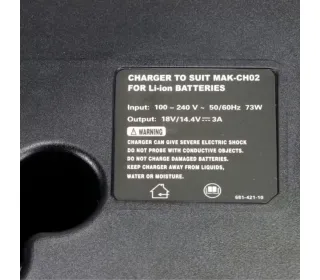 CHARGER TO SUIT MAK-CH02
FOR Li-ion BATTERIES
Input: 100 ~ 240 V ~ 50/60Hz 73W
Output: 18V/14.4V ⎓ 3A
⚠ WARNING
CHARGER CAN GIVE SEVERE ELECTRIC SHOCK
DO NOT PROBE WITH CONDUCTIVE OBJECTS.
DO NOT CHARGE DAMAGED BATTERIES.
KEEP CHARGER AWAY FROM LIQUIDS,
WATER OR MOISTURE.
651-421-10